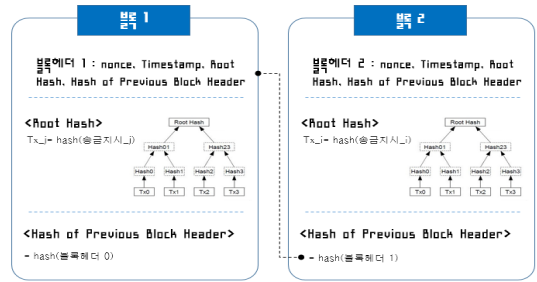 블록 1
블록헤더 1 : nonce, Timestamp, Root
Hash, Hash of Previous Block Header
<Root Hash>
Tx_i= hash(송금지시_i)
Root Hash
Hash01 Hash23
Hash0 Hash1 Hash2 Hash3
Tx0 Tx1 Tx2 Tx3
<Hash of Previous Block Header>
- hash(블록헤더 0)
블록 2
블록헤더 2 : nonce, Timestamp, Root
Hash, Hash of Previous Block Header
<Root Hash>
Tx_i= hash(송금지시_i)
Root Hash
Hash01 Hash23
Hash0 Hash1 Hash2 Hash3
Tx0 Tx1 Tx2 Tx3
<Hash of Previous Block Header>
- hash(블록헤더 1)